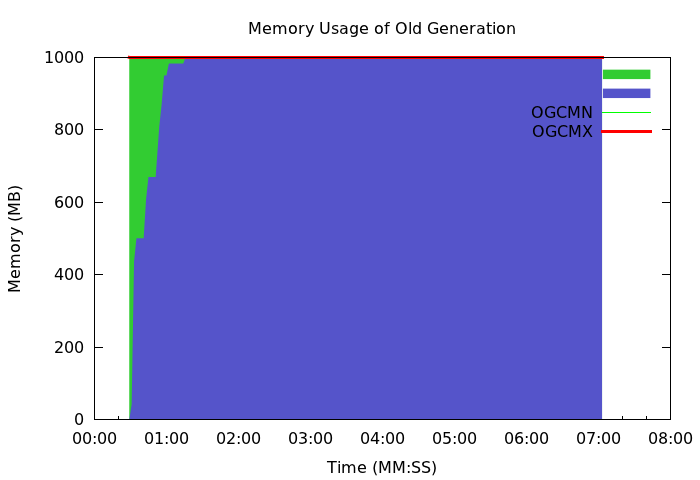 Memory Usage of Old Generation
1000
800
600
400
200
0
Memory (MB)
OGCMN
OGCMX
00:00 01:00 02:00 03:00 04:00 05:00 06:00 07:00 08:00
Time (MM:SS)